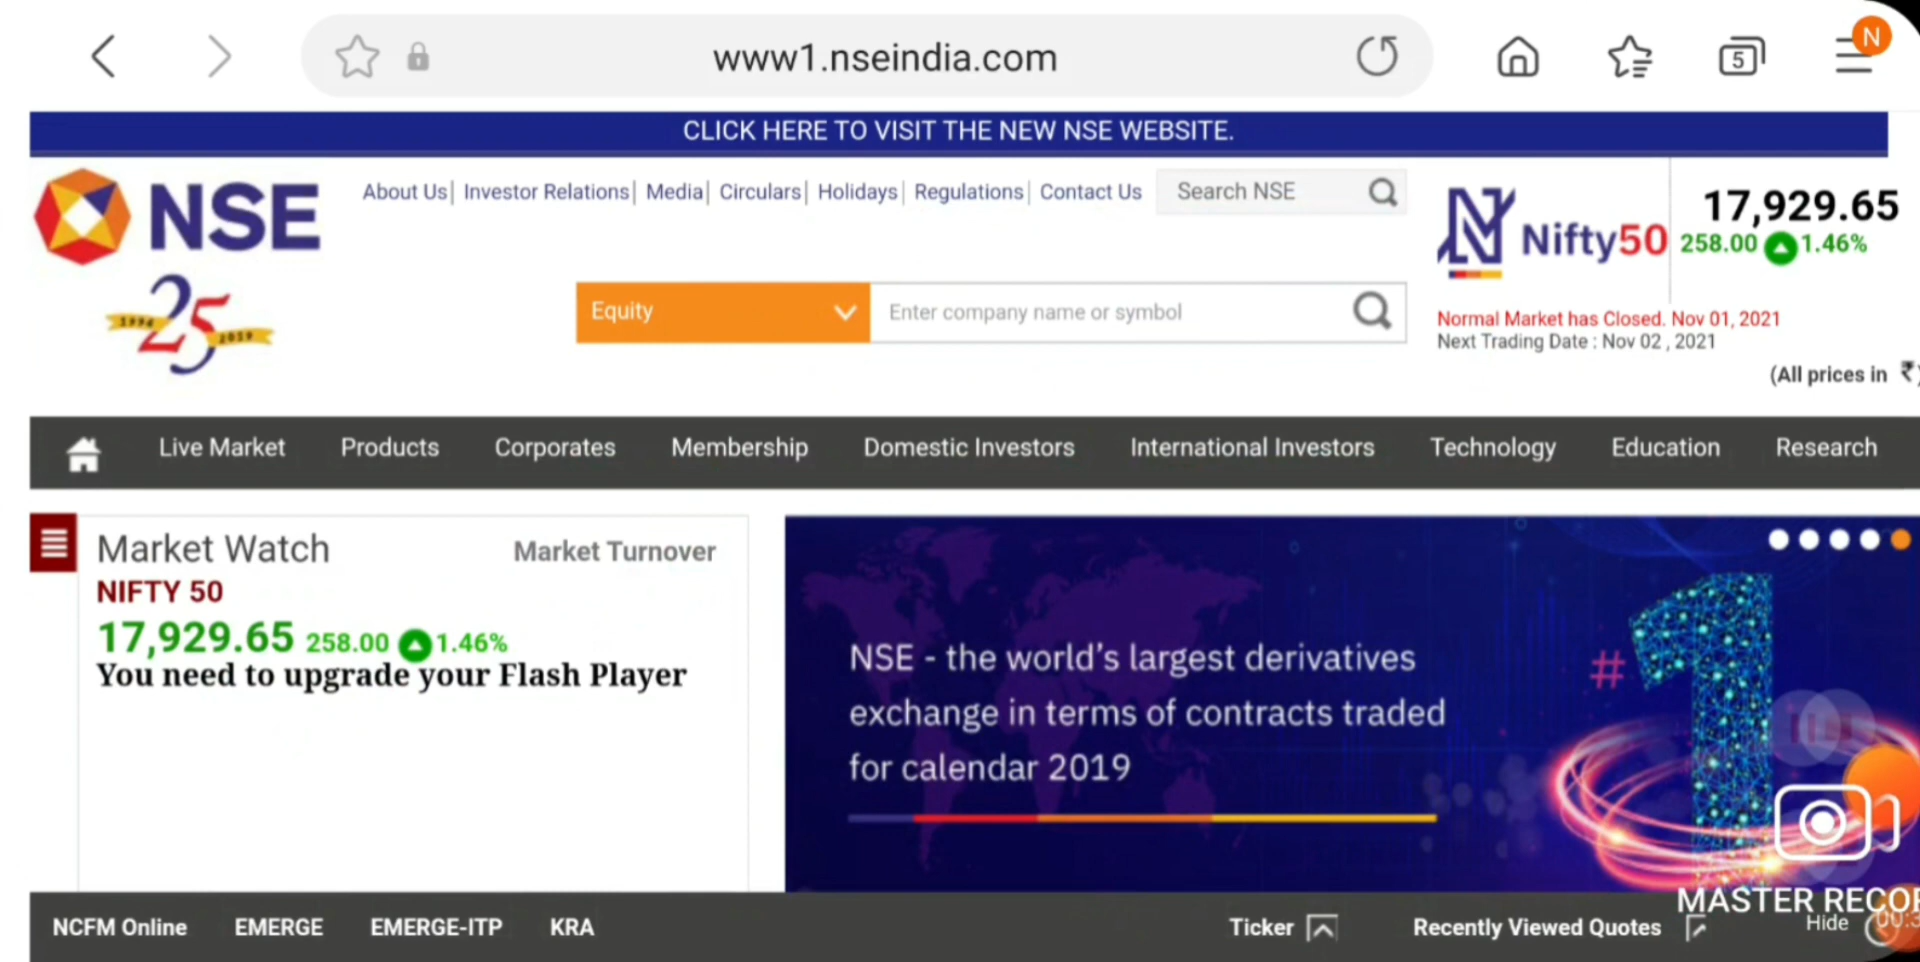 www1.nseindia.com
5
N
CLICK HERE TO VISIT THE NEW NSE WEBSITE.
NSE
25
1994
2019
About Us| Investor Relations| Media| Circulars| Holidays| Regulations| Contact Us
Search NSE
Nifty50
17,929.65
258.00 1.46%
Equity
Enter company name or symbol
Normal Market has Closed. Nov 01, 2021
Next Trading Date : Nov 02 , 2021
(All prices in ₹)
Live Market Products Corporates Membership Domestic Investors International Investors Technology Education Research
Market Watch
Market Turnover
NIFTY 50
17,929.65 258.00 1.46%
You need to upgrade your Flash Player
NSE - the world's largest derivatives
exchange in terms of contracts traded
for calendar 2019
#1
NCFM Online EMERGE EMERGE-ITP KRA
Ticker
Recently Viewed Quotes
MASTER
Hide